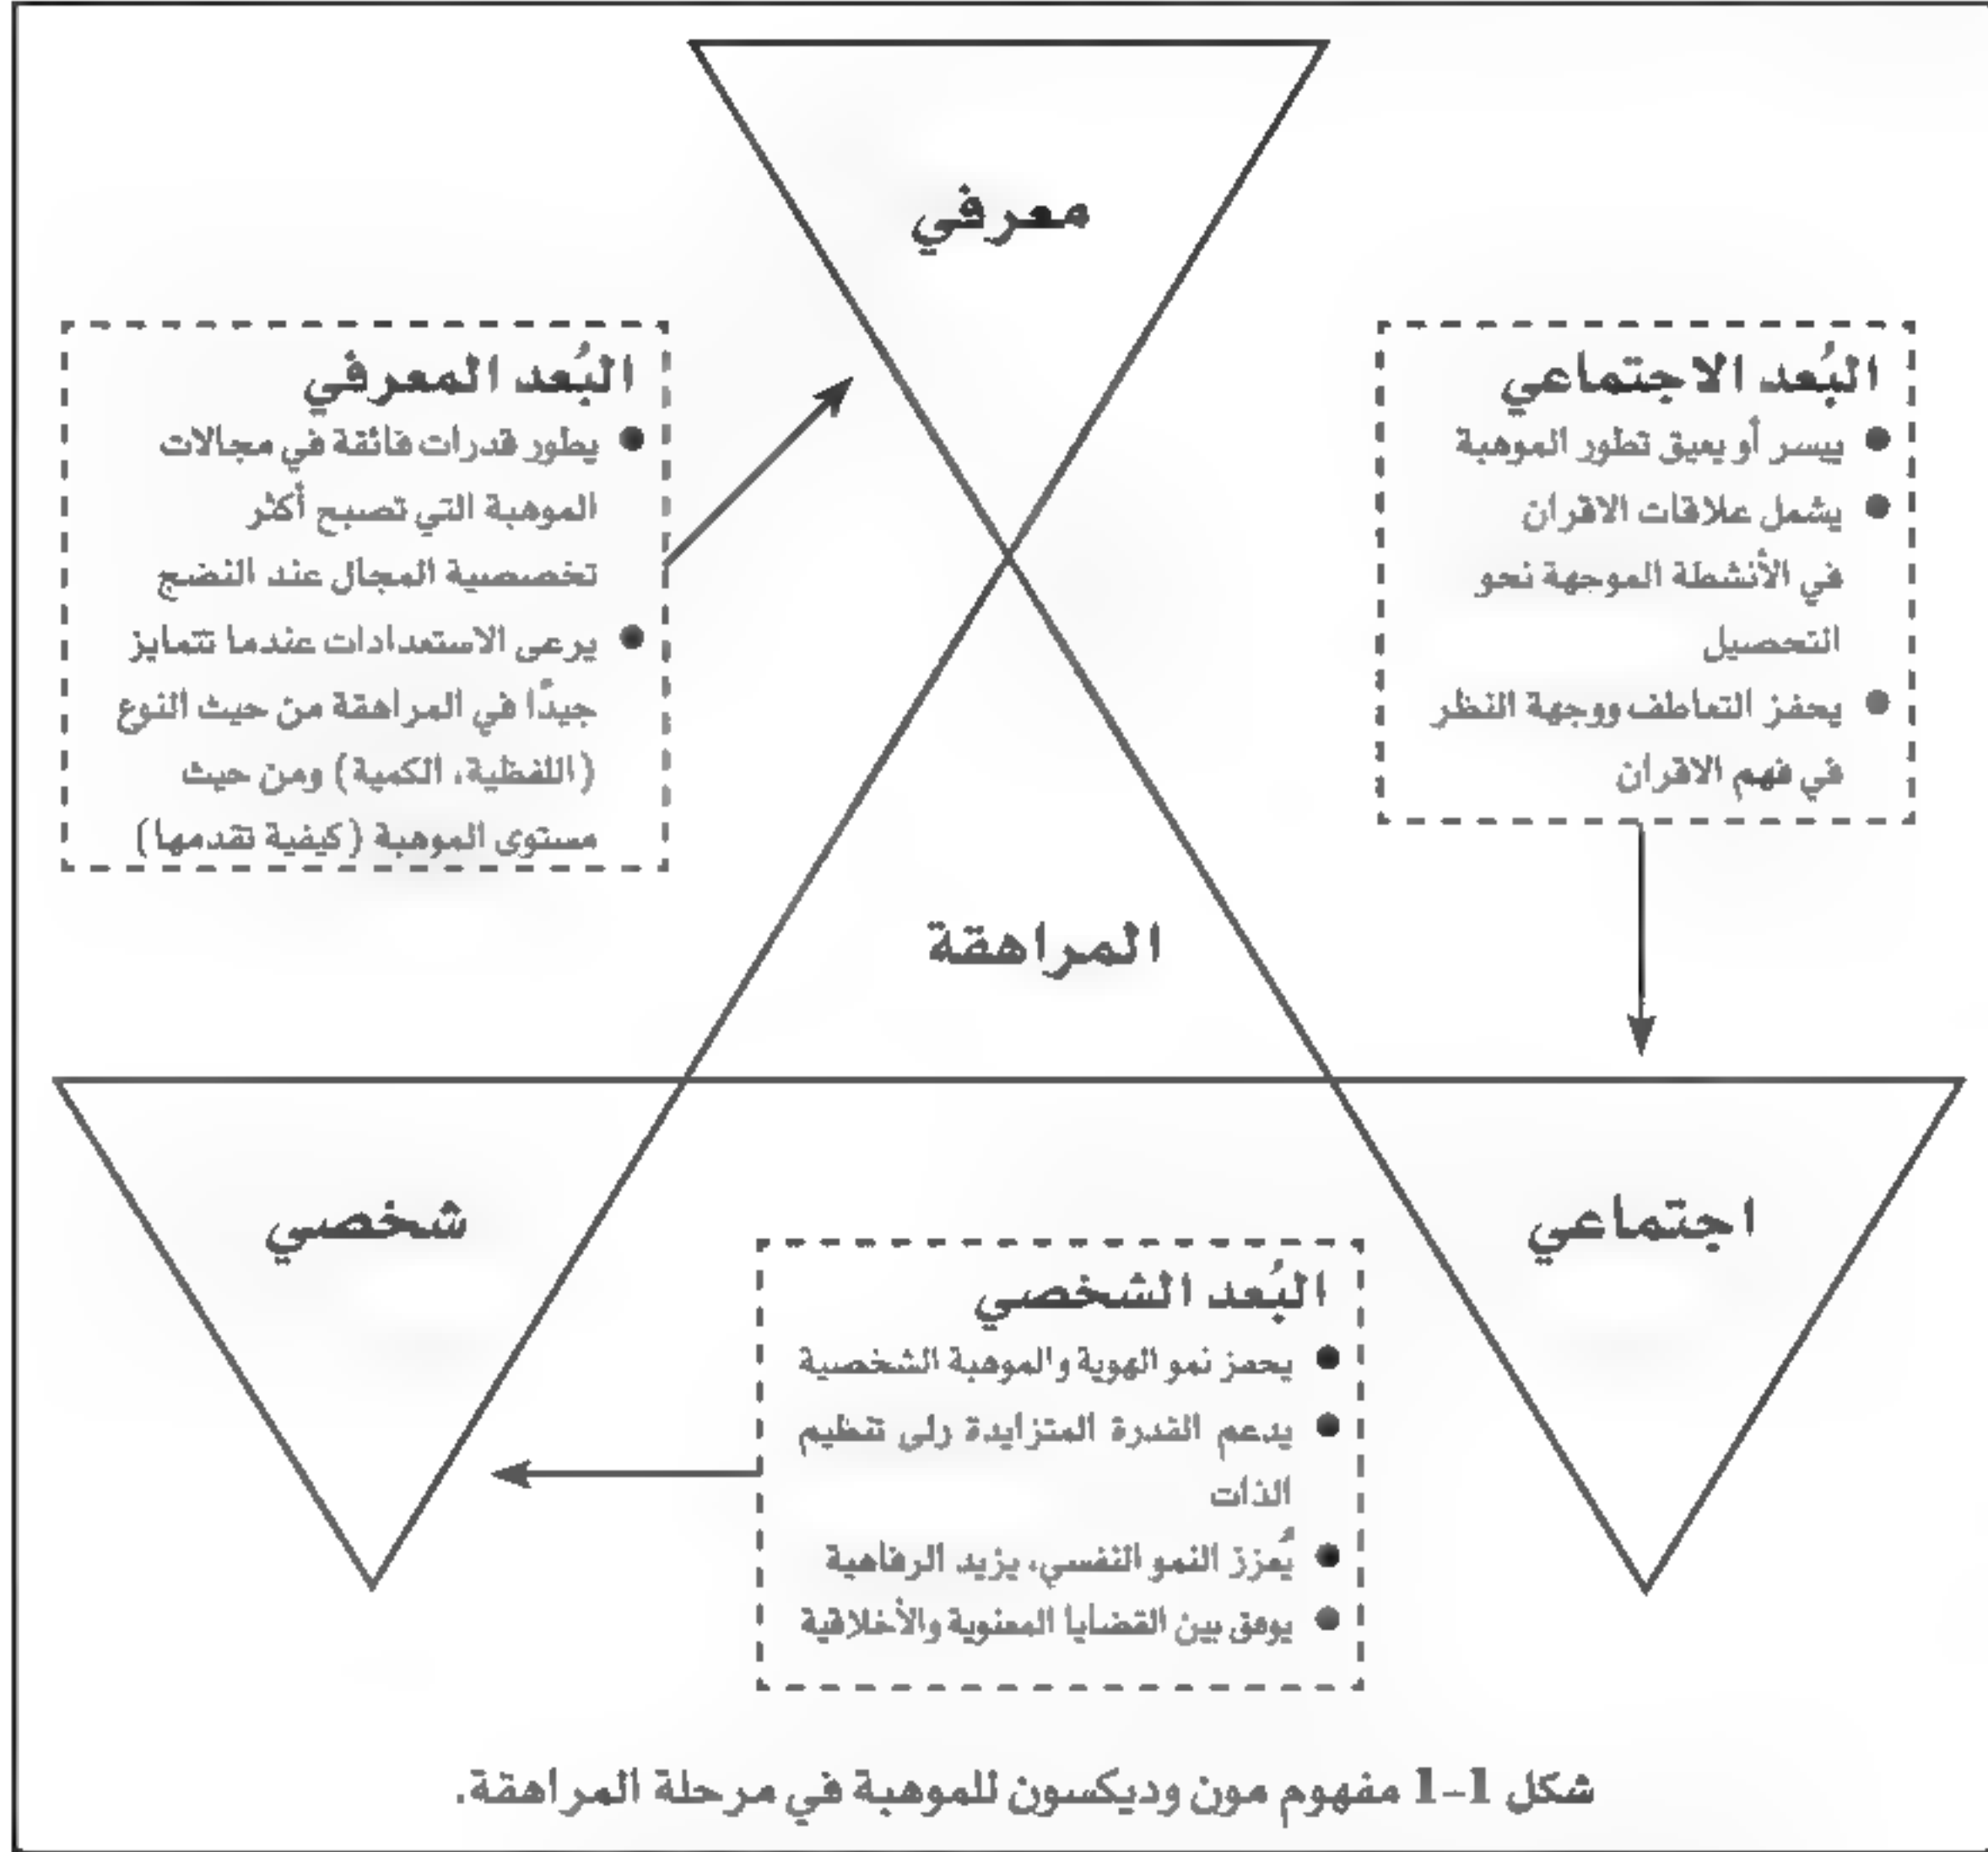 معرفي
البُعد الاجتماعي
● ييسر أو يعيق تطور الموهبة
● يشمل علاقات الاقران
في الأنشطة الموجهة نحو
التحصيل
● يحفز التعاطف ووجهة النظر
في فهم الاقران
البُعد المعرفي
● يطور قدرات فائقة في مجالات
الموهبة التي تصبح أكثر
تخصصية المجال عند النضج
● يرعى الاستعدادات عندما تتمايز
جيدًا في المراهقة من حيث النوع
(اللفظية، الكمية) ومن حيث
مستوى الموهبة (كيفية تقدمها)
المراهقة
اجتماعي
شخصي
البُعد الشخصي
● يحفز نمو الهوية والموهبة الشخصية
● يدعم القدرة المتزايدة رلى تنظيم
الذات
● يُعزز النمو النفسي، يزيد الرفاهية
● يوفق بين القضايا المعنوية والأخلاقية
شكل 1-1 مفهوم مون وديكسون للموهبة في مرحلة المراهقة.